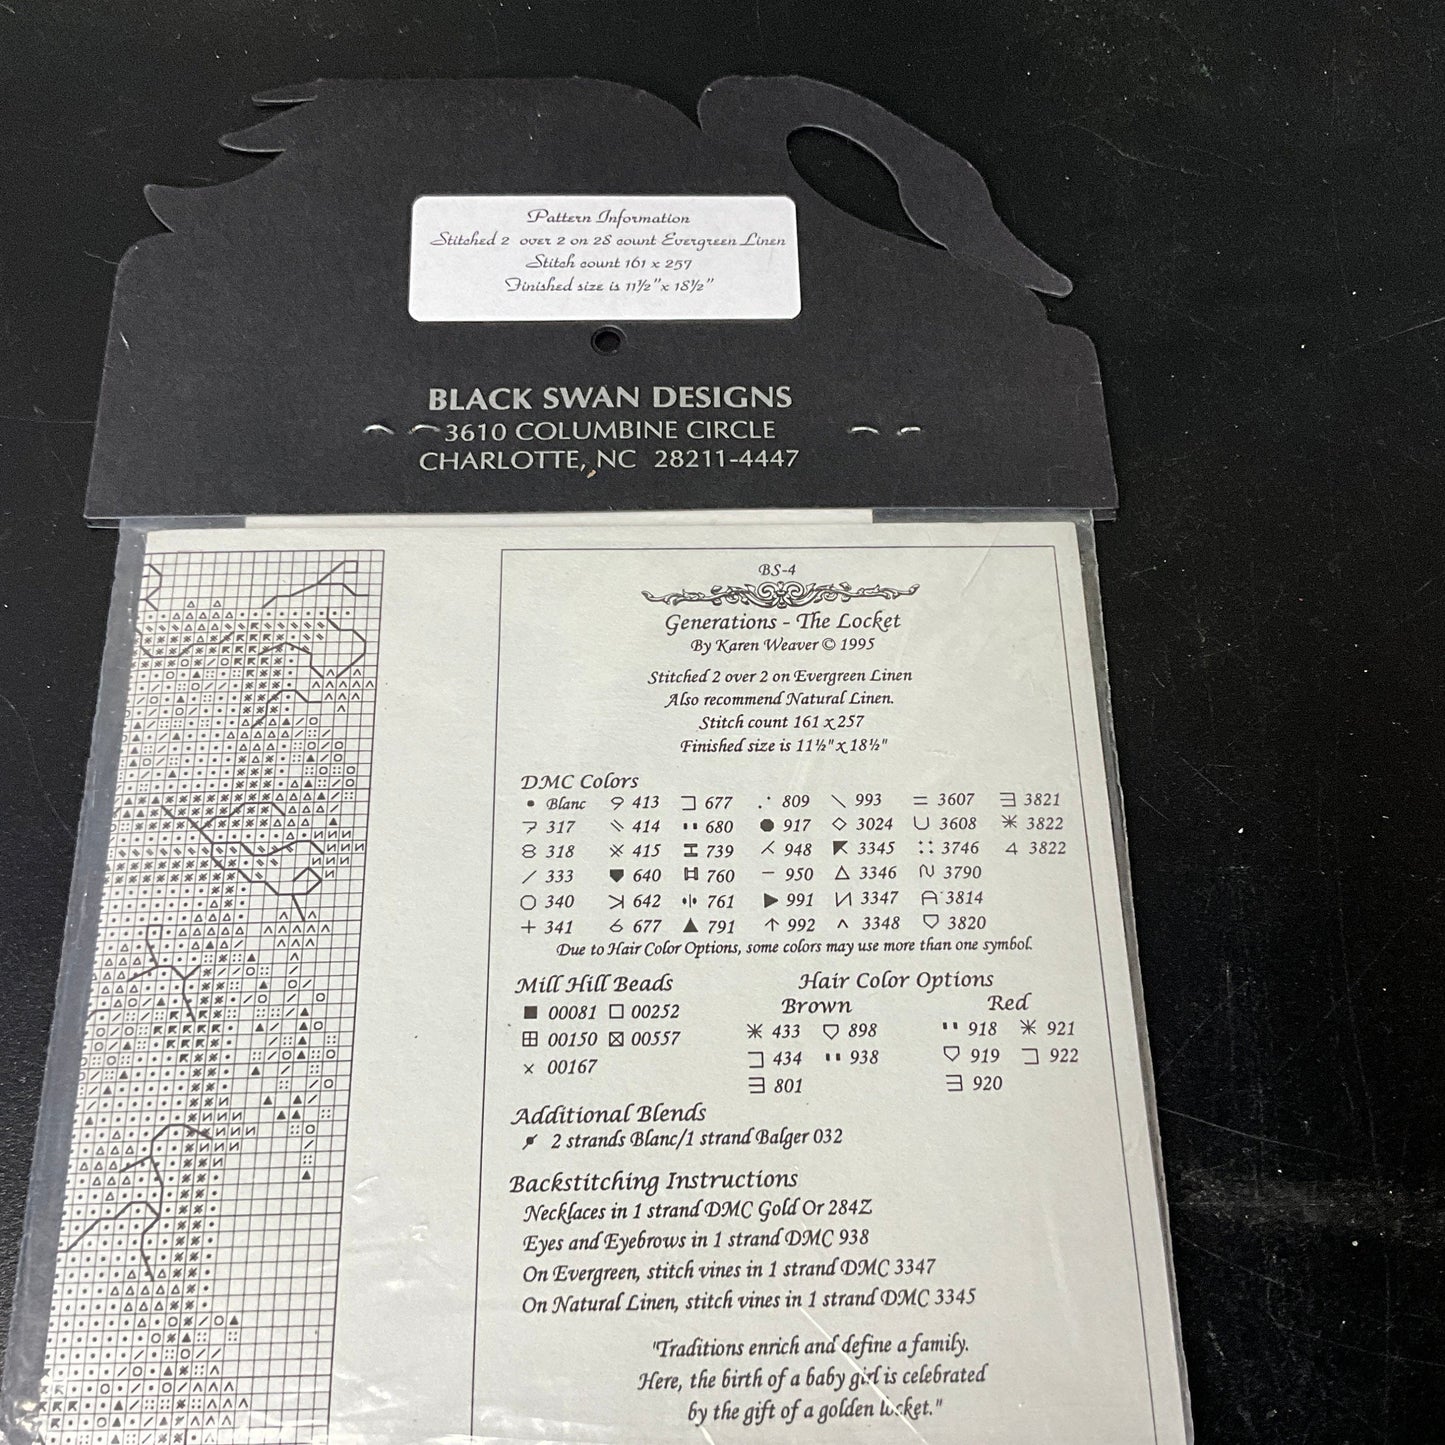 Pattern Information
Stitched 2 over 2 on 28 count Evergreen Linen
Stitch count 161 x 257
Finished size is 11½" x 18½"
BLACK SWAN DESIGNS
3610 COLUMBINE CIRCLE
CHARLOTTE, NC 28211-4447
BS-4
Generations - The Locket
By Karen Weaver © 1995
Stitched 2 over 2 on Evergreen Linen
Also recommend Natural Linen.
Stitch count 161 x 257
Finished size is 11½" x 18½"
DMC Colors
Blanc 413 677 809 993 3607 3821
317 414 680 917 3024 3608 3822
318 415 739 948 3345 3746 3822
333 640 760 950 3346 3790
340 642 761 991 3347 3814
341 677 791 992 3348 3820
Due to Hair Color Options, some colors may use more than one symbol.
Mill Hill Beads
00081 00252
00150 00557
00167
Hair Color Options
Brown Red
433 898 918 921
434 938 919 922
801 920
Additional Blends
2 strands Blanc/1 strand Balger 032
Backstitching Instructions
Necklaces in 1 strand DMC Gold Or 284Z
Eyes and Eyebrows in 1 strand DMC 938
On Evergreen, stitch vines in 1 strand DMC 3347
On Natural Linen, stitch vines in 1 strand DMC 3345
"Traditions enrich and define a family.
Here, the birth of a baby girl is celebrated
by the gift of a golden locket."